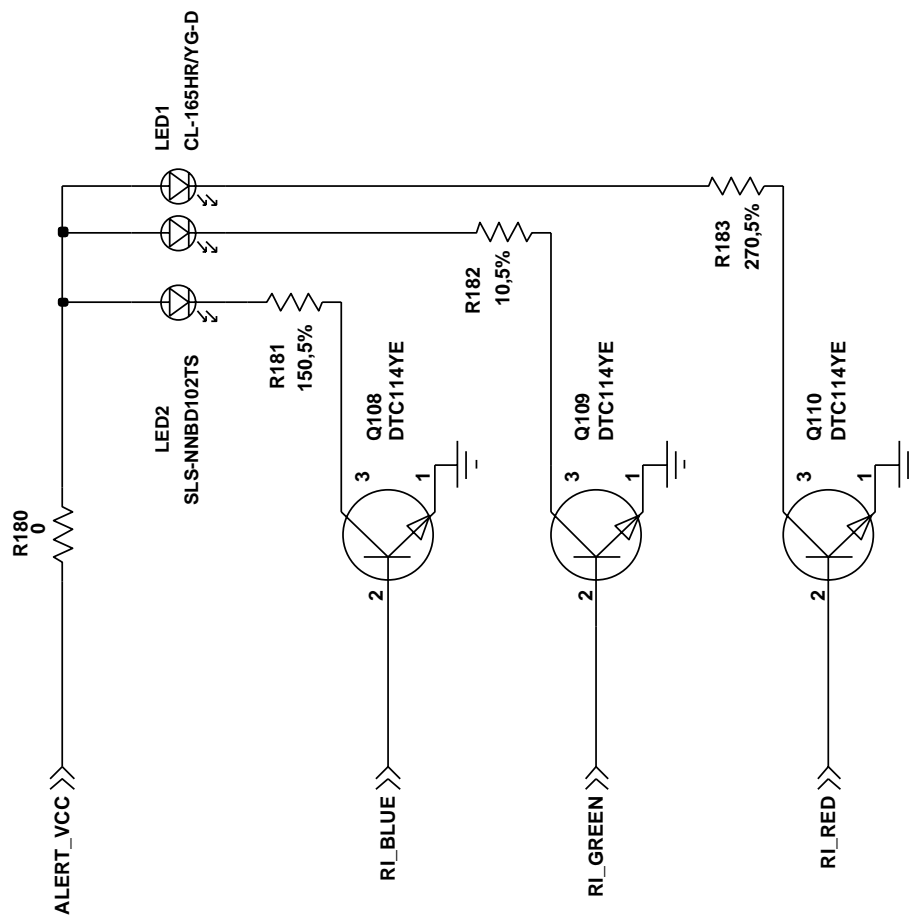 ALERT_VCC
R180
0
LED1
CL-165HR/YG-D
LED2
SLS-NNBD102TS
R181
150,5%
R182
10,5%
R183
270,5%
RI_BLUE
2
3
1
Q108
DTC114YE
RI_GREEN
2
3
1
Q109
DTC114YE
RI_RED
2
3
1
Q110
DTC114YE